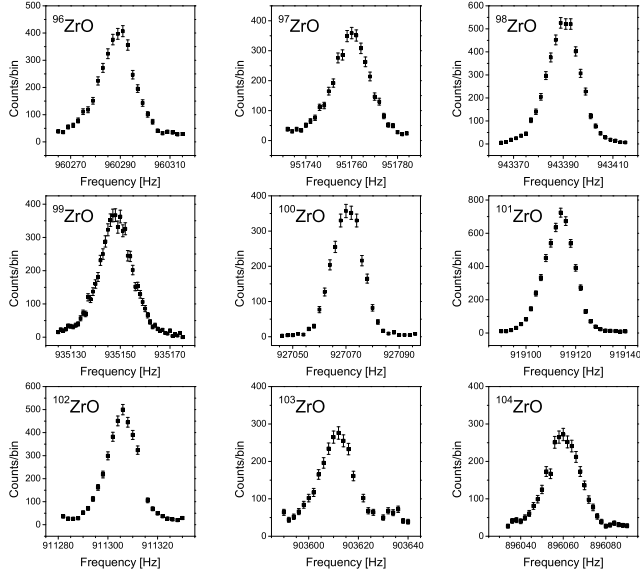 500
400
300
200
100
0
96ZrO
Counts/bin
960270 960290 960310
Frequency [Hz]
97ZrO
400
300
200
100
0
Counts/bin
951740 951760 951780
Frequency [Hz]
98ZrO
600
500
400
300
200
100
0
Counts/bin
943370 943390 943410
Frequency [Hz]
99ZrO
400
300
200
100
0
Counts/bin
935130 935150 935170
Frequency [Hz]
100ZrO
400
300
200
100
0
Counts/bin
927050 927070 927090
Frequency [Hz]
101ZrO
800
600
400
200
0
Counts/bin
919100 919120 919140
Frequency [Hz]
102ZrO
600
500
400
300
200
100
0
Counts/bin
911280 911300 911320
Frequency [Hz]
103ZrO
400
300
200
100
0
Counts/bin
903600 903620 903640
Frequency [Hz]
104ZrO
400
300
200
100
0
Counts/bin
896040 896060 896080
Frequency [Hz]